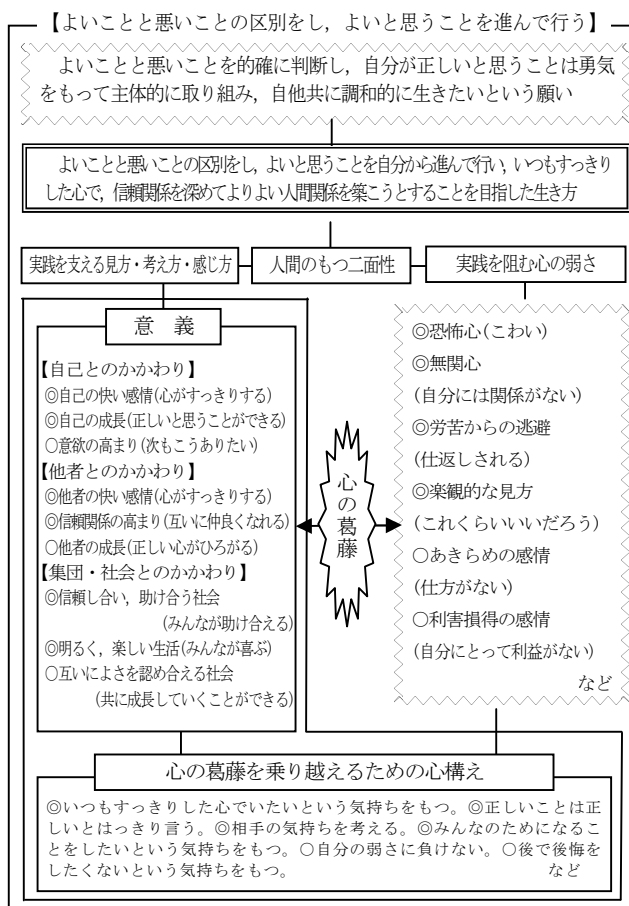 【よいことと悪いことの区別をし，よいと思うことを進んで行う】
よいことと悪いことを的確に判断し，自分が正しいと思うことは勇気
をもって主体的に取り組み，自他共に調和的に生きたいという願い
よいことと悪いことの区別をし，よいと思うことを自分から進んで行い，いつもすっきり
した心で，信頼関係を深めてよりよい人間関係を築こうとすることを目指した生き方
実践を支える見方・考え方・感じ方
人間のもつ二面性
実践を阻む心の弱さ
意　義
【自己とのかかわり】
◎自己の快い感情(心がすっきりする)
◎自己の成長(正しいと思うことができる)
○意欲の高まり(次もこうありたい)
【他者とのかかわり】
◎他者の快い感情(心がすっきりする)
◎信頼関係の高まり(互いに仲良くなれる)
○他者の成長(正しい心がひろがる)
【集団・社会とのかかわり】
◎信頼し合い，助け合う社会
(みんなが助け合える)
◎明るく，楽しい生活(みんなが喜ぶ)
○互いによさを認め合える社会
(共に成長していくことができる)
心の葛藤
◎恐怖心(こわい)
◎無関心
(自分には関係がない)
◎労苦からの逃避
(仕返しされる)
◎楽観的な見方
(これくらいいいだろう)
○あきらめの感情
(仕方がない)
○利害損得の感情
(自分にとって利益がない)
など
心の葛藤を乗り越えるための心構え
◎いつもすっきりした心でいたいという気持ちをもつ。◎正しいことは正
しいとはっきり言う。◎相手の気持ちを考える。◎みんなのためになるこ
とをしたいという気持ちをもつ。○自分の弱さに負けない。○後で後悔を
したくないという気持ちをもつ。　など